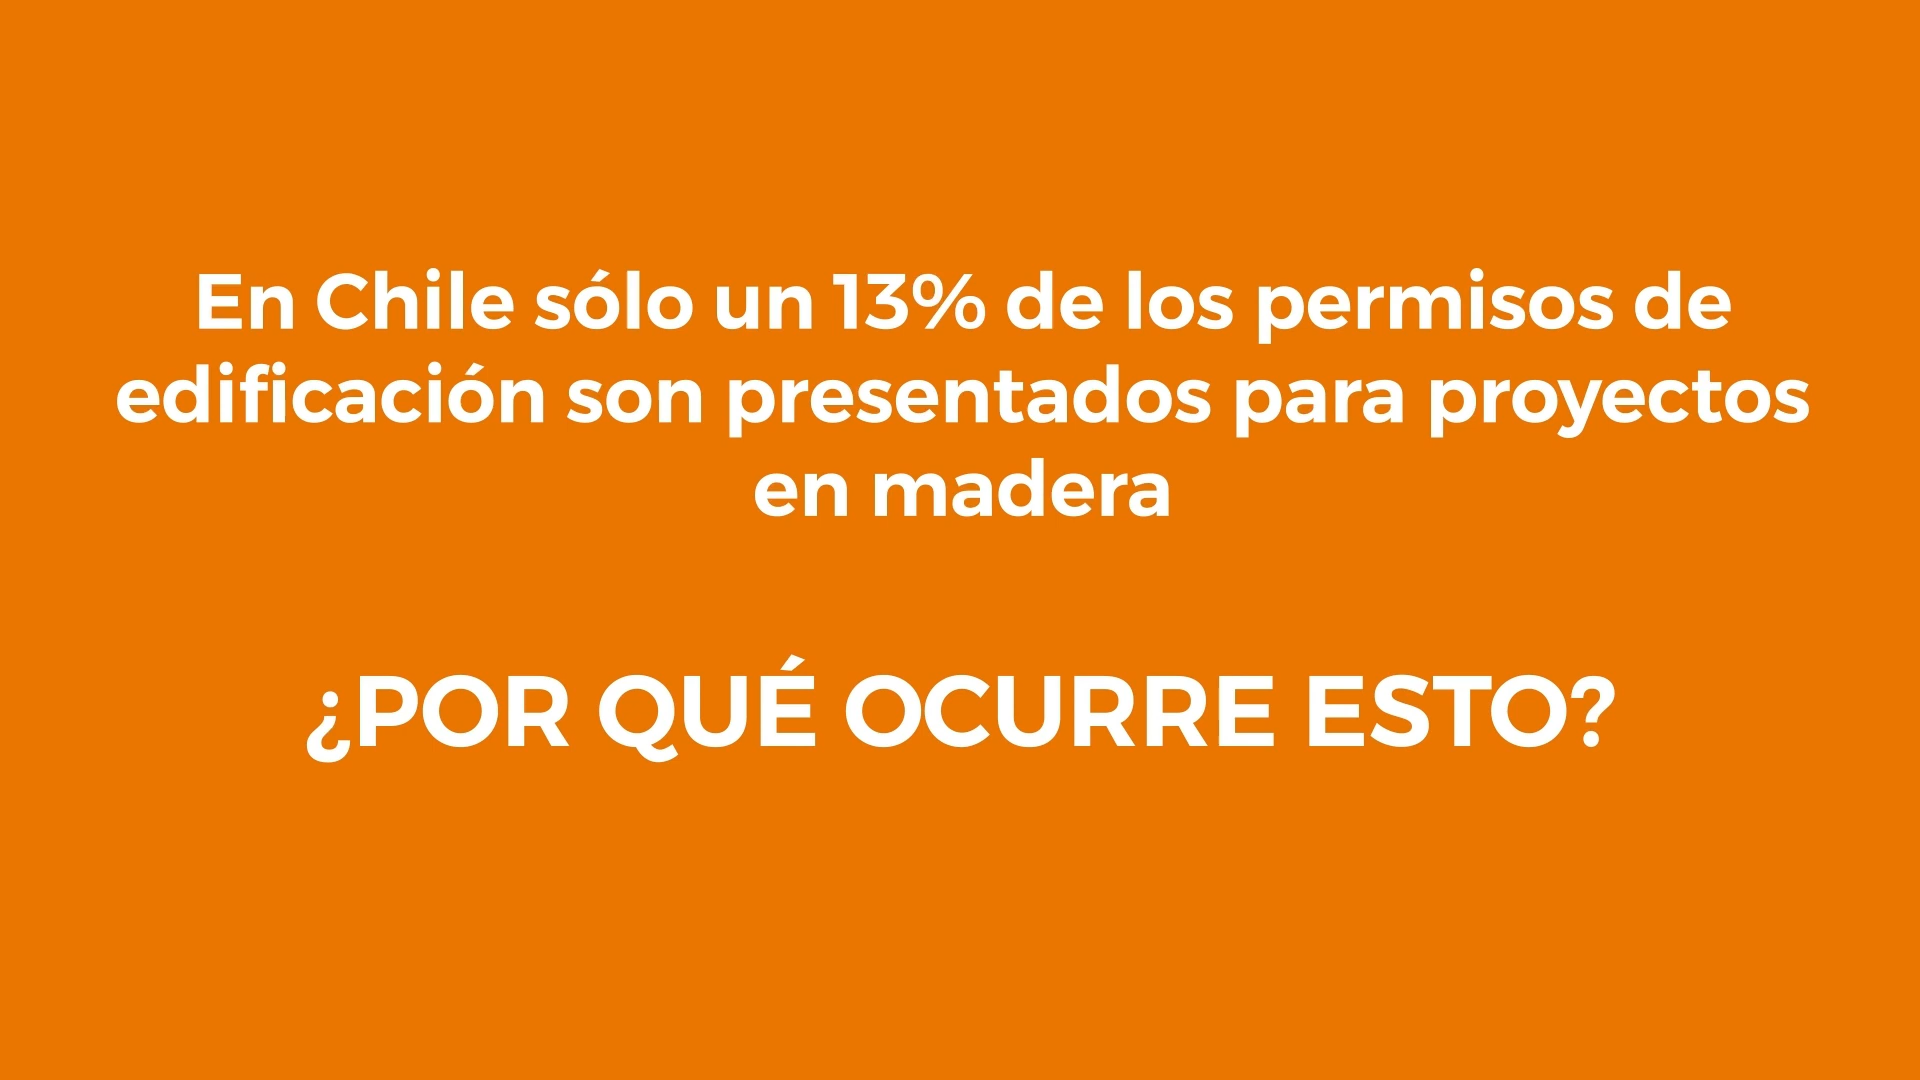 En Chile sólo un 13% de los permisos de
edificación son presentados para proyectos
en madera
¿POR QUÉ OCURRE ESTO?